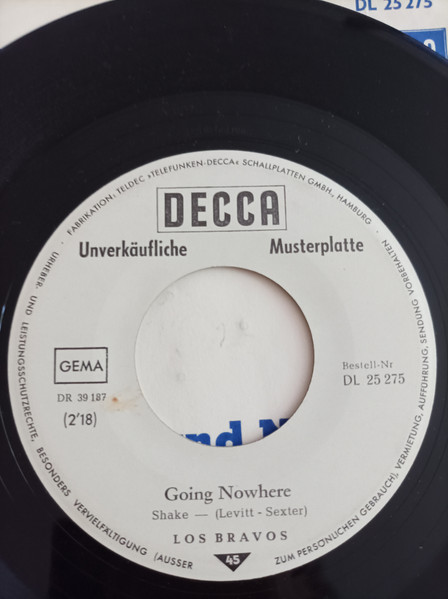 DL 25 275
FABRIKATION: TELDEC »TELEFUNKEN-DECCA« SCHALLPLATTEN GMBH., HAMBURG · URHEBER- UND LEISTUNGSSCHUTZRECHTE, BESONDERS VERVIELFÄLTIGUNG (AUSSER ZUM PERSÖNLICHEN GEBRAUCH), VERMIETUNG, AUFFÜHRUNG, SENDUNG VORBEHALTEN ·
DECCA
Unverkäufliche Musterplatte
GEMA
Bestell-Nr
DR 39 187
DL 25 275
(2'18)
Going Nowhere
Shake — (Levitt - Sexter)
LOS BRAVOS
45